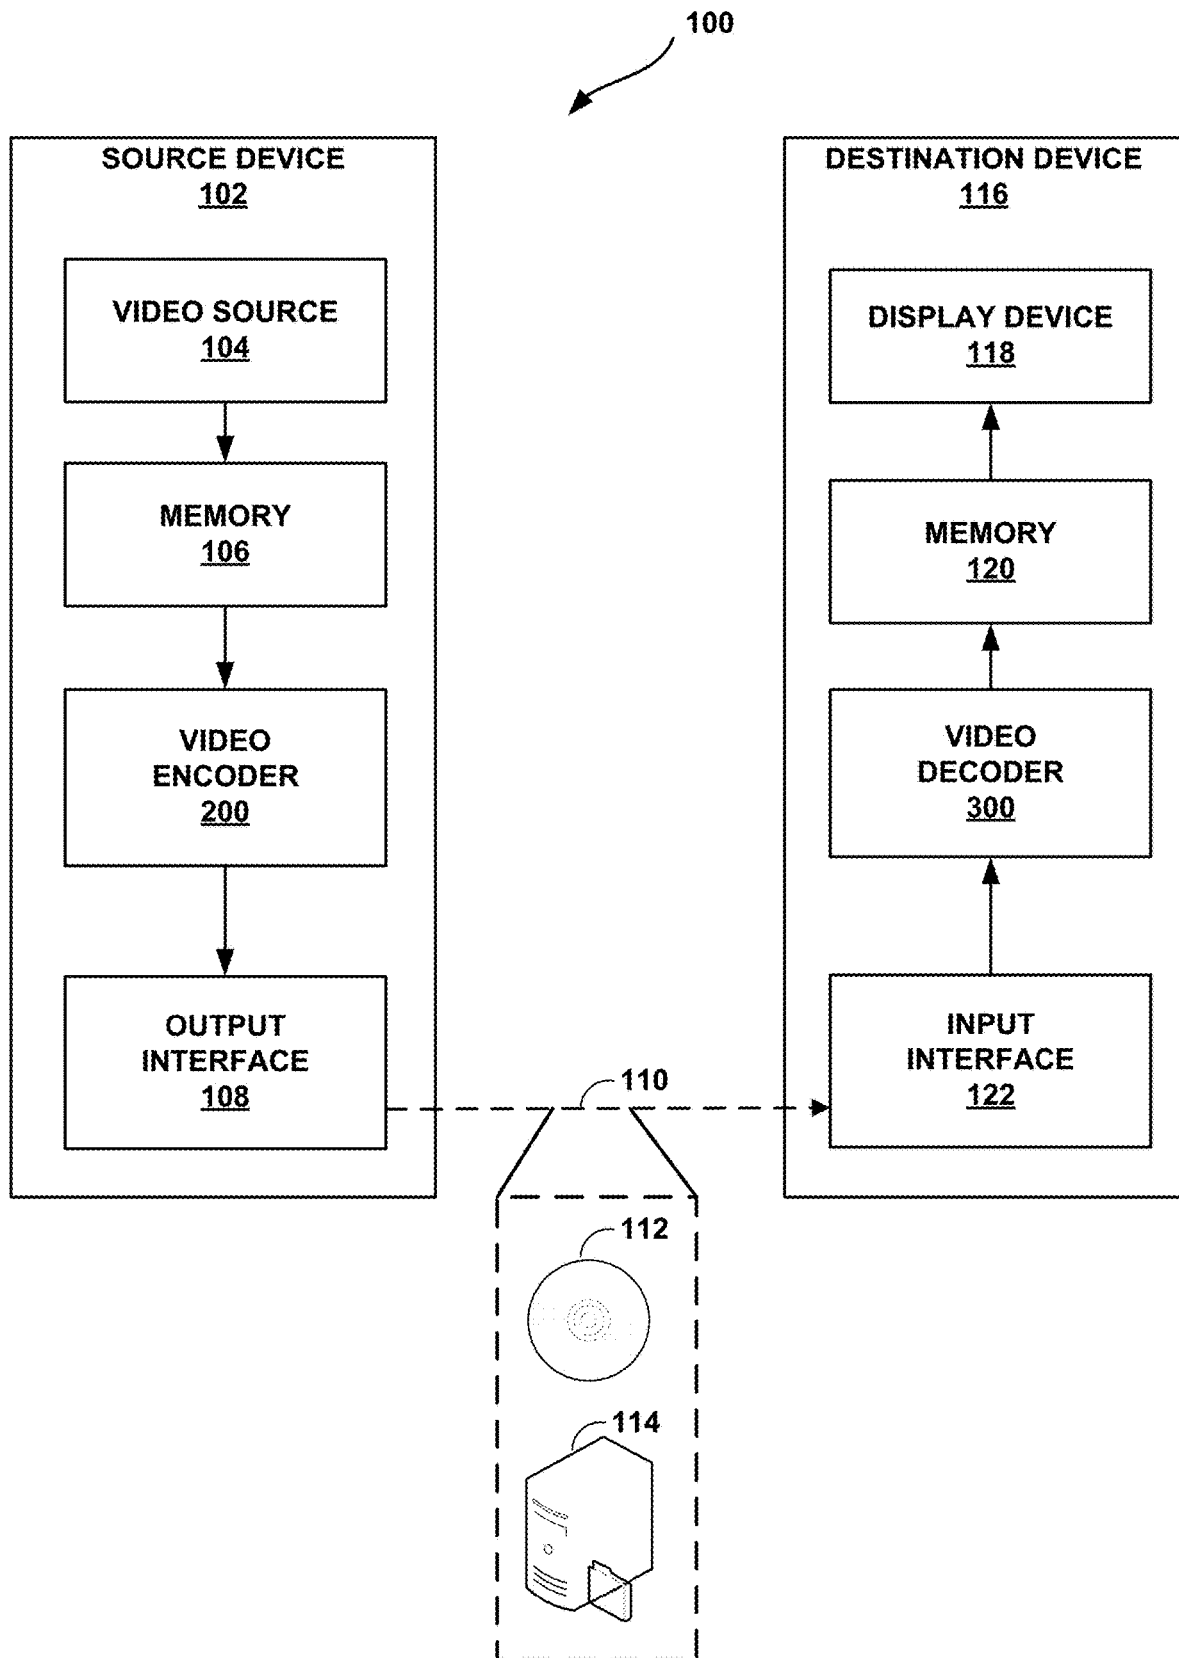 100
SOURCE DEVICE
102
VIDEO SOURCE
104
MEMORY
106
VIDEO
ENCODER
200
OUTPUT
INTERFACE
108
110
112
114
DESTINATION DEVICE
116
DISPLAY DEVICE
118
MEMORY
120
VIDEO
DECODER
300
INPUT
INTERFACE
122